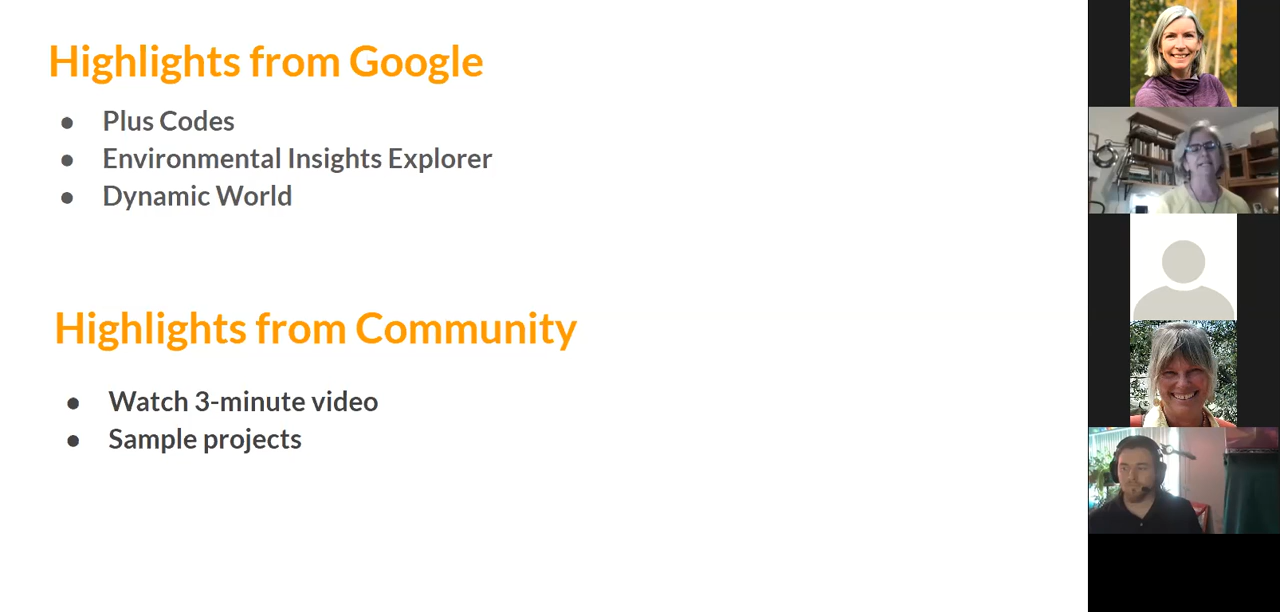 Highlights from Google
● Plus Codes
● Environmental Insights Explorer
● Dynamic World
Highlights from Community
● Watch 3-minute video
● Sample projects